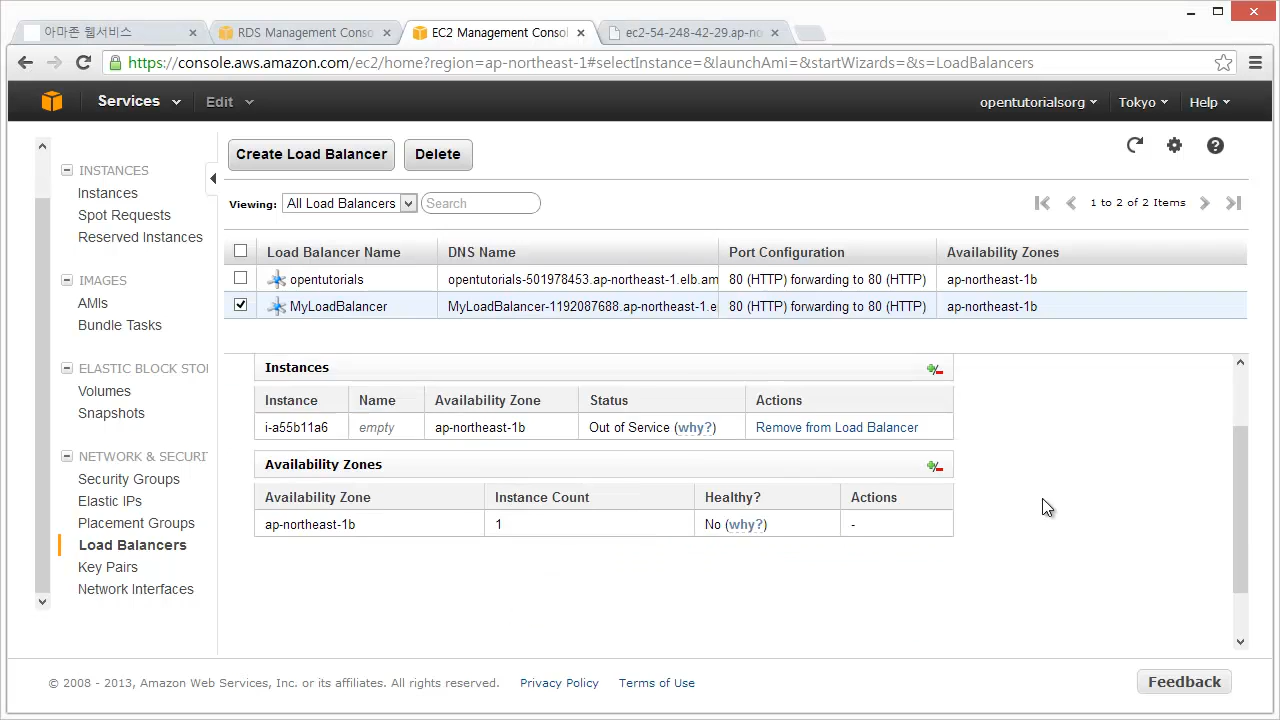 아마존 웹서비스
RDS Management Conso
EC2 Management Consol
ec2-54-248-42-29.ap-no
https://console.aws.amazon.com/ec2/home?region=ap-northeast-1#selectInstance=&launchAmi=&startWizards=&s=LoadBalancers
Services Edit opentutorialsorg Tokyo Help
Create Load Balancer Delete
Viewing: All Load Balancers Search 1 to 2 of 2 Items
Load Balancer Name DNS Name Port Configuration Availability Zones
opentutorials opentutorials-501978453.ap-northeast-1.elb.am 80 (HTTP) forwarding to 80 (HTTP) ap-northeast-1b
MyLoadBalancer MyLoadBalancer-1192087688.ap-northeast-1.e 80 (HTTP) forwarding to 80 (HTTP) ap-northeast-1b
INSTANCES
Instances
Spot Requests
Reserved Instances
IMAGES
AMIs
Bundle Tasks
ELASTIC BLOCK STO
Volumes
Snapshots
NETWORK & SECURIT
Security Groups
Elastic IPs
Placement Groups
Load Balancers
Key Pairs
Network Interfaces
Instances
Instance Name Availability Zone Status Actions
i-a55b11a6 empty ap-northeast-1b Out of Service (why?) Remove from Load Balancer
Availability Zones
Availability Zone Instance Count Healthy? Actions
ap-northeast-1b 1 No (why?) -
© 2008 - 2013, Amazon Web Services, Inc. or its affiliates. All rights reserved. Privacy Policy Terms of Use Feedback